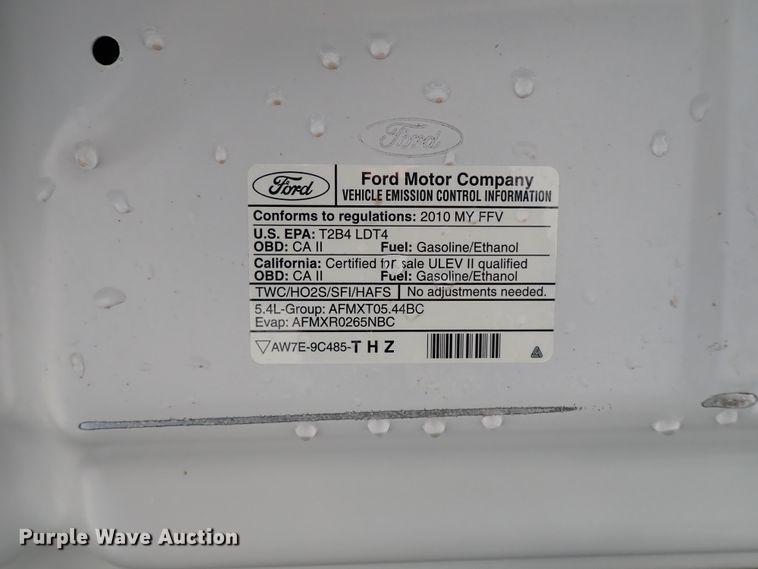 Ford
Ford
Ford Motor Company
VEHICLE EMISSION CONTROL INFORMATION
Conforms to regulations: 2010 MY FFV
U.S. EPA: T2B4 LDT4
OBD: CA II Fuel: Gasoline/Ethanol
California: Certified for sale ULEV II qualified
OBD: CA II Fuel: Gasoline/Ethanol
TWC/HO2S/SFI/HAFS No adjustments needed.
5.4L-Group: AFMXT05.44BC
Evap: AFMXR0265NBC
AW7E-9C485-T H Z
Purple Wave Auction